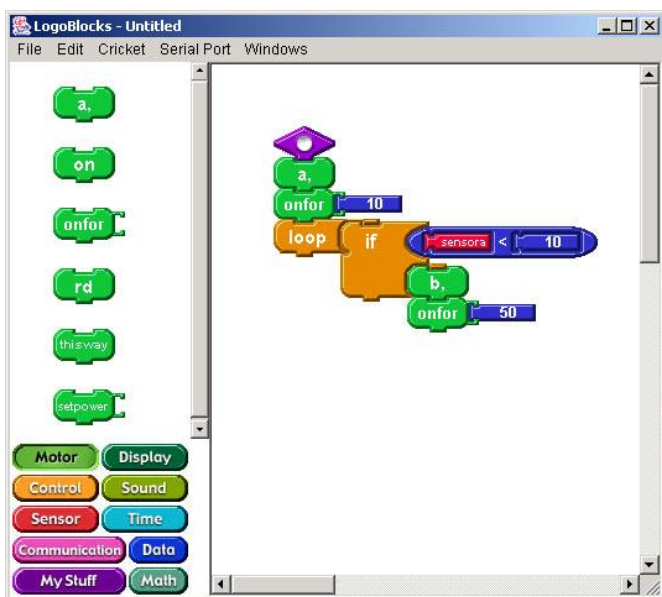 LogoBlocks - Untitled
File Edit Cricket Serial Port Windows
a,
on
onfor
rd
thisway
setpower
Motor Display
Control Sound
Sensor Time
Communication Data
My Stuff Math
a,
onfor 10
loop if sensora < 10
b,
onfor 50